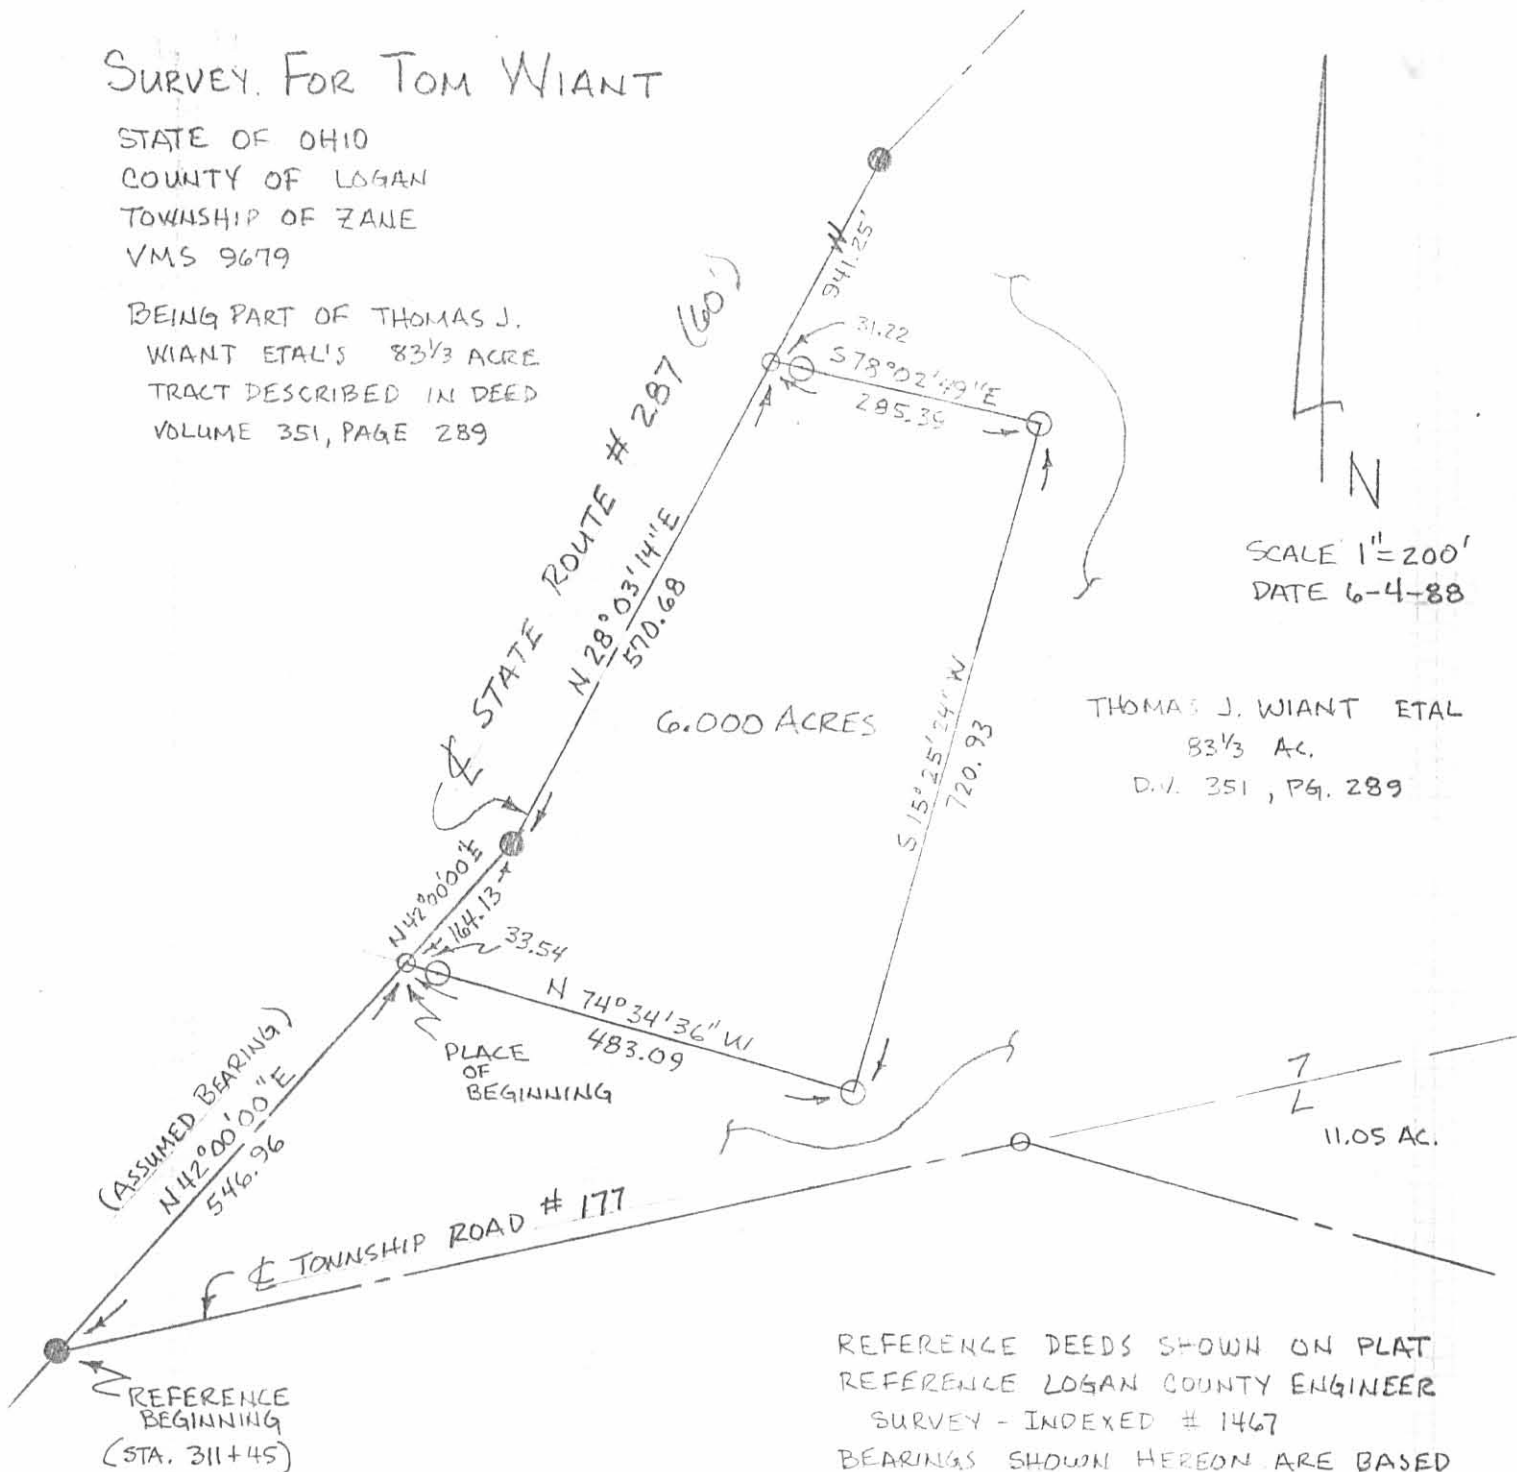 SURVEY. FOR TOM WIANT
STATE OF OHIO
COUNTY OF LOGAN
TOWNSHIP OF ZANE
VMS 9679
BEING PART OF THOMAS J.
WIANT ETAL'S 83 1/3 ACRE
TRACT DESCRIBED IN DEED
VOLUME 351, PAGE 289
941.25'
31.22
S 78° 02' 49" E
295.39
℄ STATE ROUTE # 287 (60')
N 28° 03' 14" E
570.68
N
SCALE 1" = 200'
DATE 6-4-88
6.000 ACRES
S 15° 25' 24" W
720.93
THOMAS J. WIANT ETAL
83 1/3 AC.
D.V. 351, PG. 289
N 42° 00' 00" E
164.13
33.54
N 74° 34' 36" W
483.09
PLACE
OF
BEGINNING
(ASSUMED BEARING)
N 42° 00' 00" E
546.96
11.05 AC.
℄ TOWNSHIP ROAD # 177
REFERENCE
BEGINNING
(STA. 311+45)
REFERENCE DEEDS SHOWN ON PLAT
REFERENCE LOGAN COUNTY ENGINEER
SURVEY - INDEXED # 1467
BEARINGS SHOWN HEREON ARE BASED